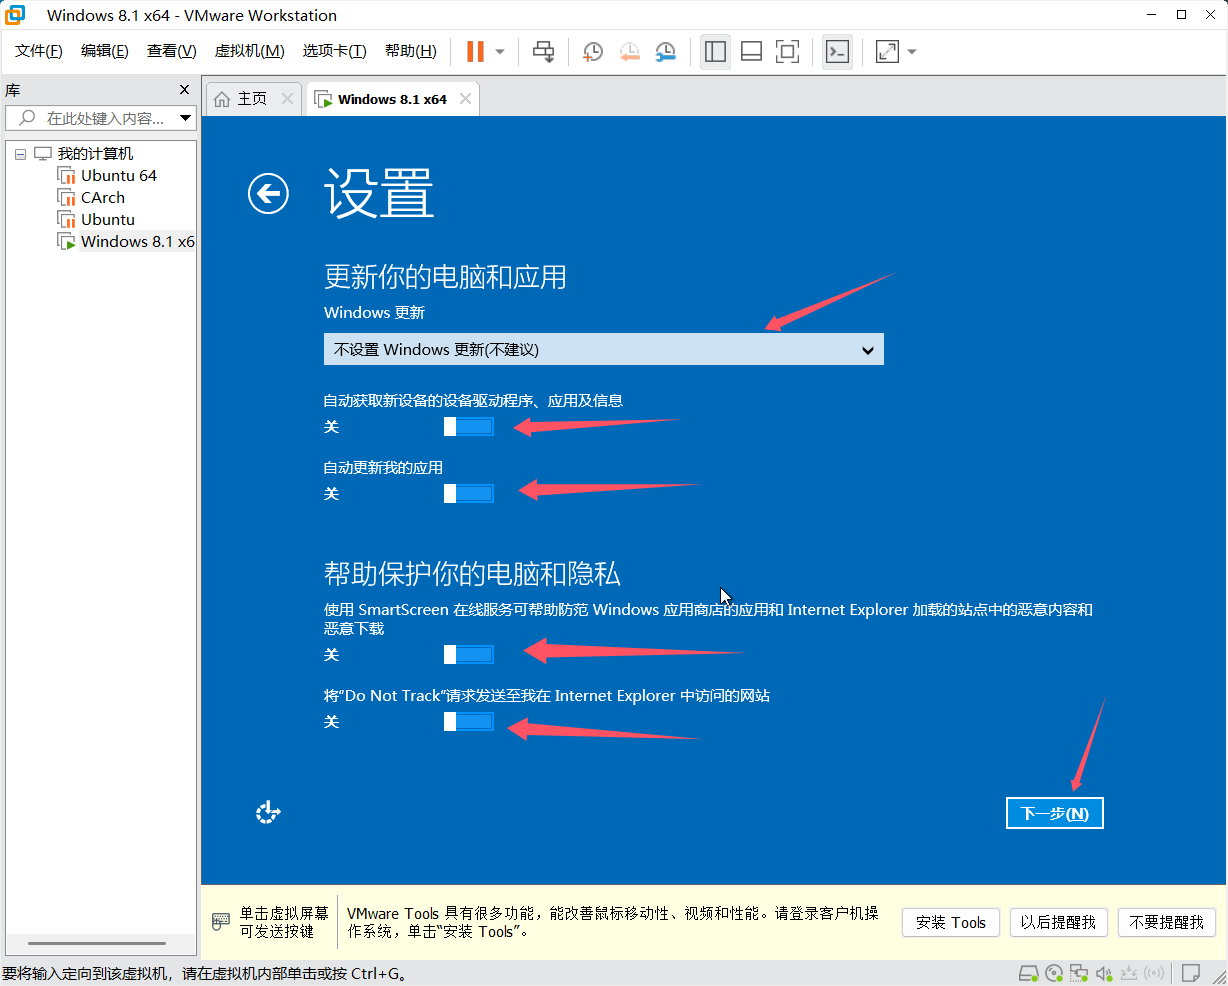 Windows 8.1 x64 - VMware Workstation
文件(F) 编辑(E) 查看(V) 虚拟机(M) 选项卡(T) 帮助(H)
库
在此处键入内容...
主页
Windows 8.1 x64
我的计算机
Ubuntu 64
CArch
Ubuntu
Windows 8.1 x6
设置
更新你的电脑和应用
Windows 更新
不设置 Windows 更新(不建议)
自动获取新设备的设备驱动程序、应用及信息
关
自动更新我的应用
关
帮助保护你的电脑和隐私
使用 SmartScreen 在线服务可帮助防范 Windows 应用商店的应用和 Internet Explorer 加载的站点中的恶意内容和
恶意下载
关
将“Do Not Track”请求发送至我在 Internet Explorer 中访问的网站
关
下一步(N)
单击虚拟屏幕
可发送按键
VMware Tools 具有很多功能，能改善鼠标移动性、视频和性能。请登录客户机操
作系统，单击“安装 Tools”。
安装 Tools
以后提醒我
不要提醒我
要将输入定向到该虚拟机，请在虚拟机内部单击或按 Ctrl+G。